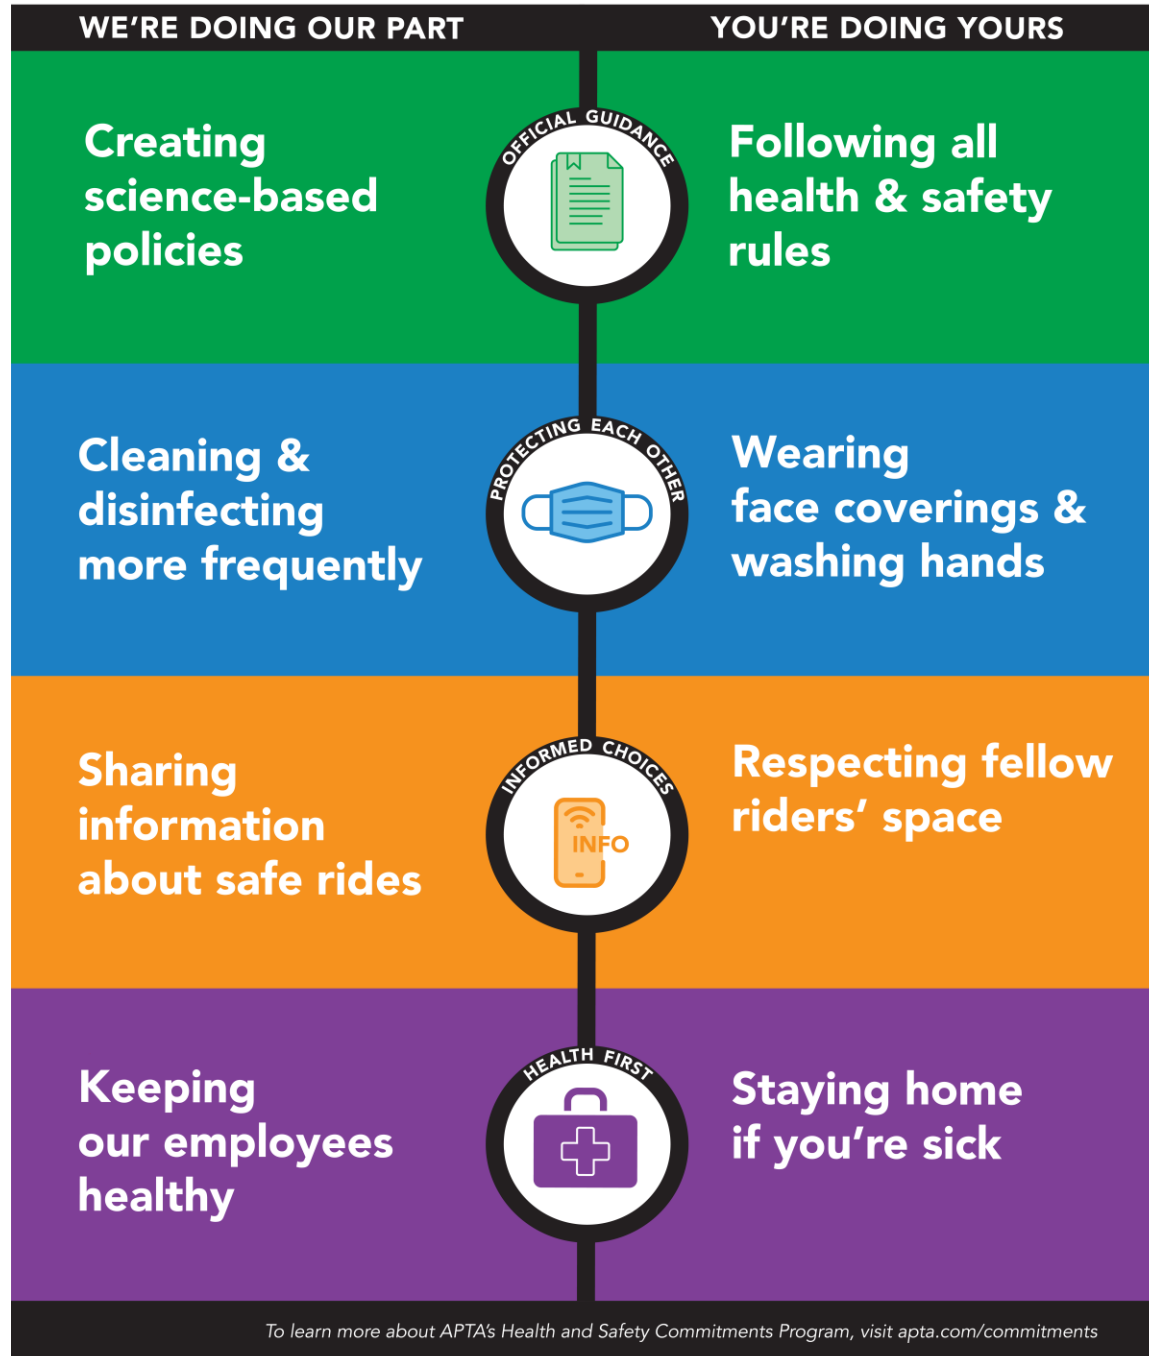 WE'RE DOING OUR PART
YOU'RE DOING YOURS
Creating
science-based
policies
OFFICIAL GUIDANCE
Following all
health & safety
rules
Cleaning &
disinfecting
more frequently
PROTECTING EACH OTHER
Wearing
face coverings &
washing hands
Sharing
information
about safe rides
INFORMED CHOICES
INFO
Respecting fellow
riders' space
Keeping
our employees
healthy
HEALTH FIRST
Staying home
if you're sick
To learn more about APTA's Health and Safety Commitments Program, visit apta.com/commitments